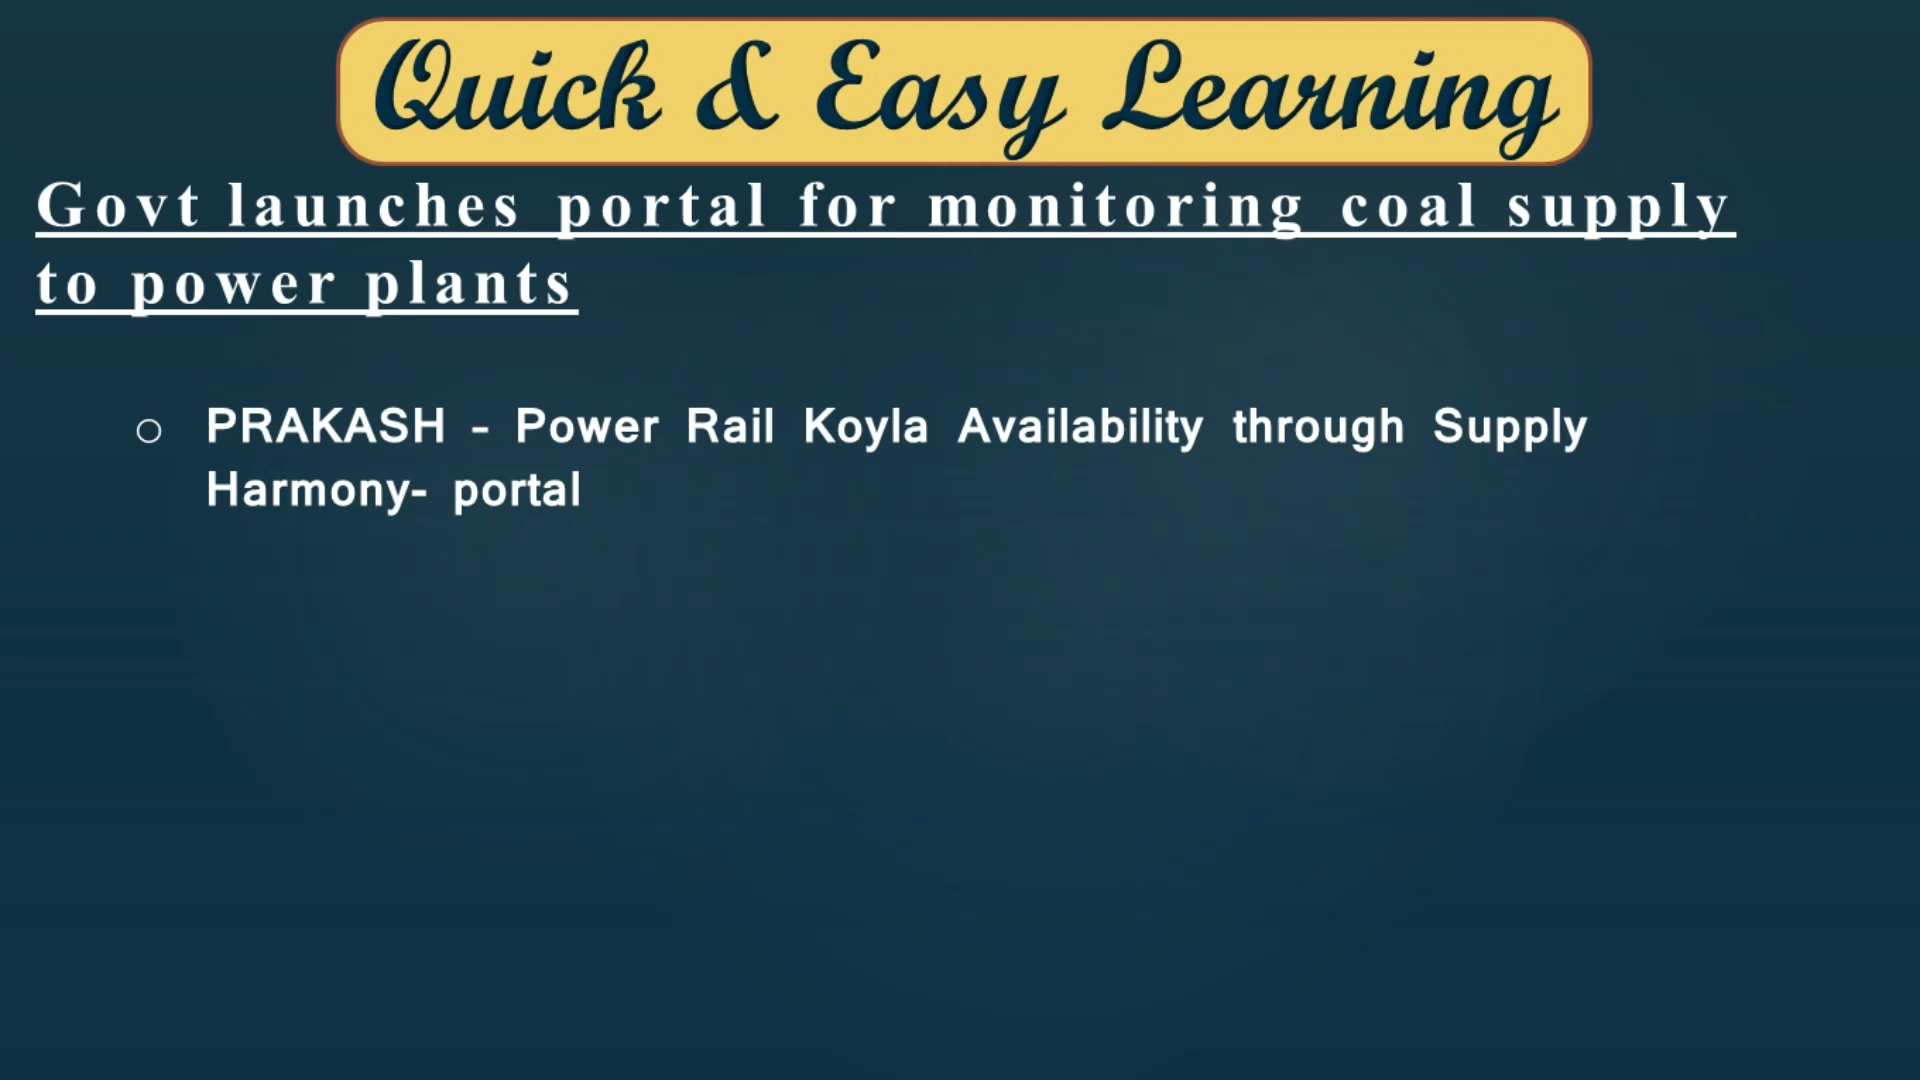 Quick & Easy Learning
Govt launches portal for monitoring coal supply
to power plants
PRAKASH - Power Rail Koyla Availability through Supply
Harmony- portal